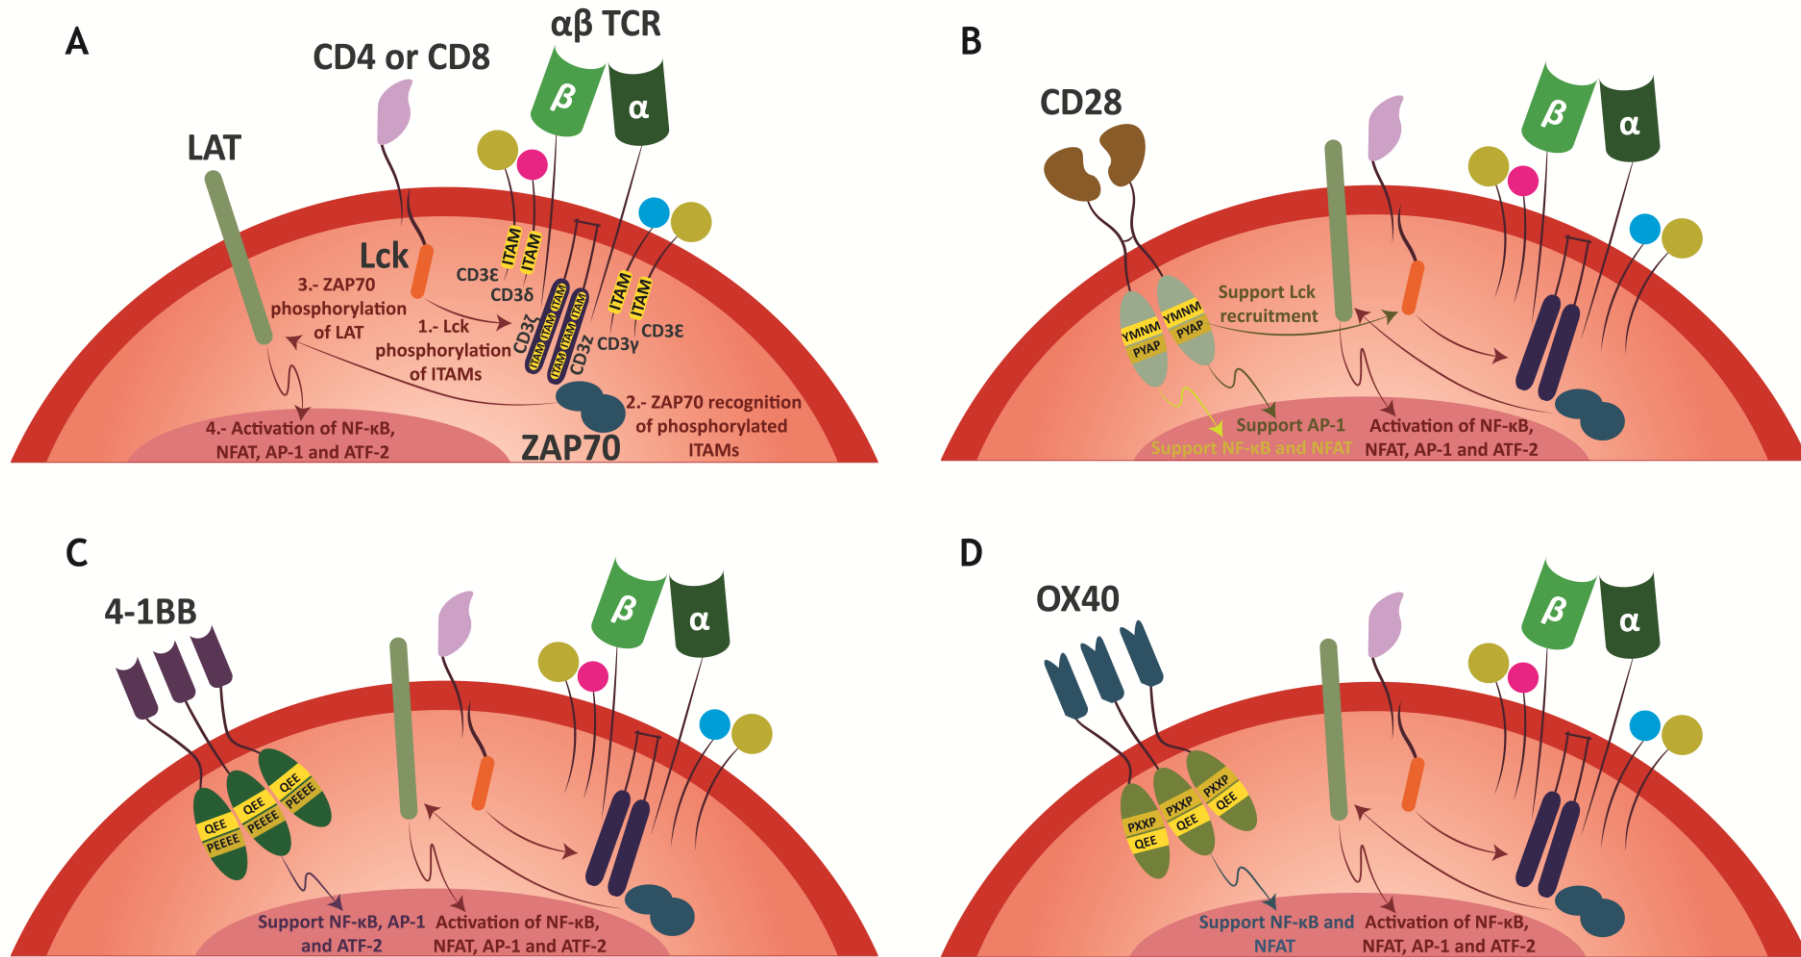 A
αβ TCR
CD4 or CD8
β
α
LAT
Lck
ITAM
ITAM
CD3Ɛ
CD3δ
ITAM
ITAM
CD3γ
CD3Ɛ
CD3ζ
ITAM ITAM ITAM
ITAM ITAM ITAM
CD3z
3.- ZAP70
phosphorylation
of LAT
1.- Lck
phosphorylation
of ITAMs
2.- ZAP70 recognition
of phosphorylated
ITAMs
ZAP70
4.- Activation of NF-κB,
NFAT, AP-1 and ATF-2
B
CD28
β
α
YMNM
PYAP
YMNM
PYAP
Support Lck
recruitment
Support AP-1
Support NF-κB and NFAT
Activation of NF-κB,
NFAT, AP-1 and ATF-2
C
4-1BB
β
α
QEE
PEEEE
QEE
PEEEE
QEE
PEEEE
Support NF-κB, AP-1
and ATF-2
Activation of NF-κB,
NFAT, AP-1 and ATF-2
D
OX40
β
α
PXXP
QEE
PXXP
QEE
PXXP
QEE
Support NF-κB and
NFAT
Activation of NF-κB,
NFAT, AP-1 and ATF-2